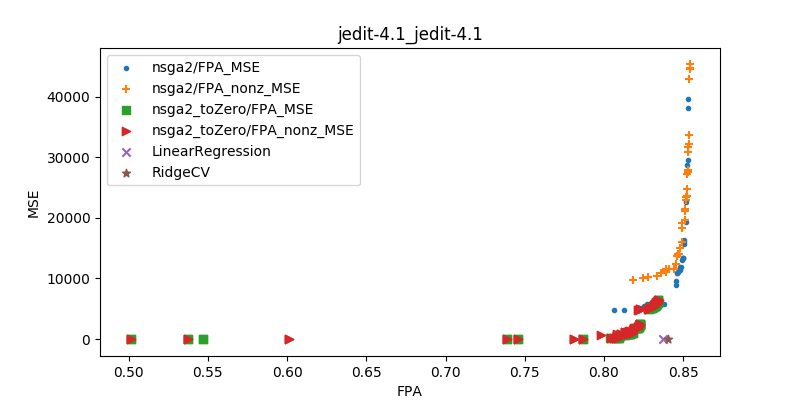 jedit-4.1_jedit-4.1
nsga2/FPA_MSE
nsga2/FPA_nonz_MSE
nsga2_toZero/FPA_MSE
nsga2_toZero/FPA_nonz_MSE
LinearRegression
RidgeCV
MSE
40000
30000
20000
10000
0
0.50 0.55 0.60 0.65 0.70 0.75 0.80 0.85
FPA